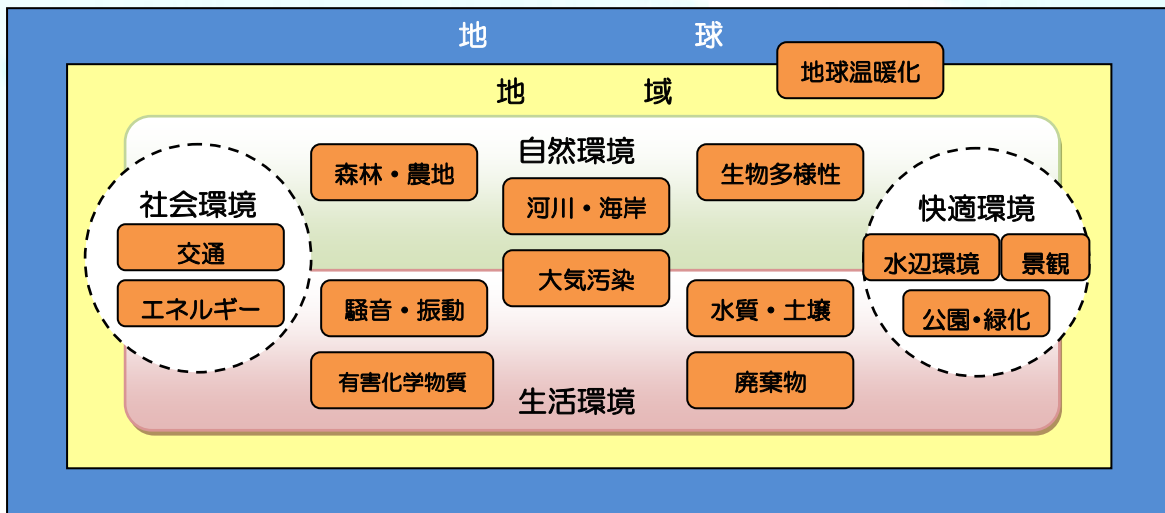 地球
地球温暖化
地域
自然環境
森林・農地
生物多様性
河川・海岸
社会環境
交通
エネルギー
快適環境
水辺環境
景観
公園・緑化
大気汚染
騒音・振動
水質・土壌
有害化学物質
廃棄物
生活環境